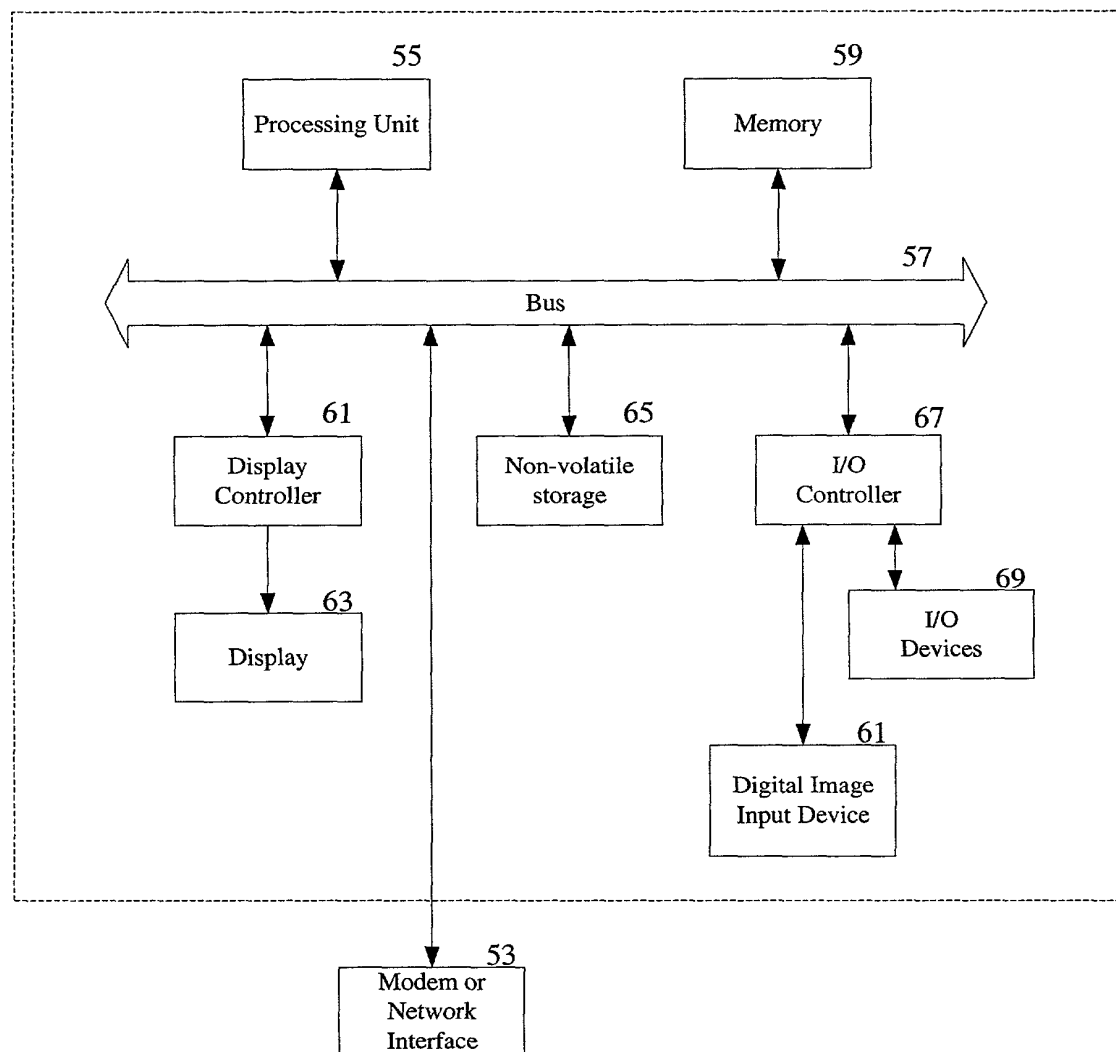 55
Processing Unit
59
Memory
57
Bus
61
Display
Controller
65
Non-volatile
storage
67
I/O
Controller
63
Display
69
I/O
Devices
61
Digital Image
Input Device
53
Modem or
Network
Interface